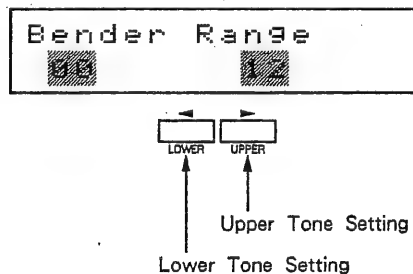 Bender Range
00 12
LOWER UPPER
Upper Tone Setting
Lower Tone Setting